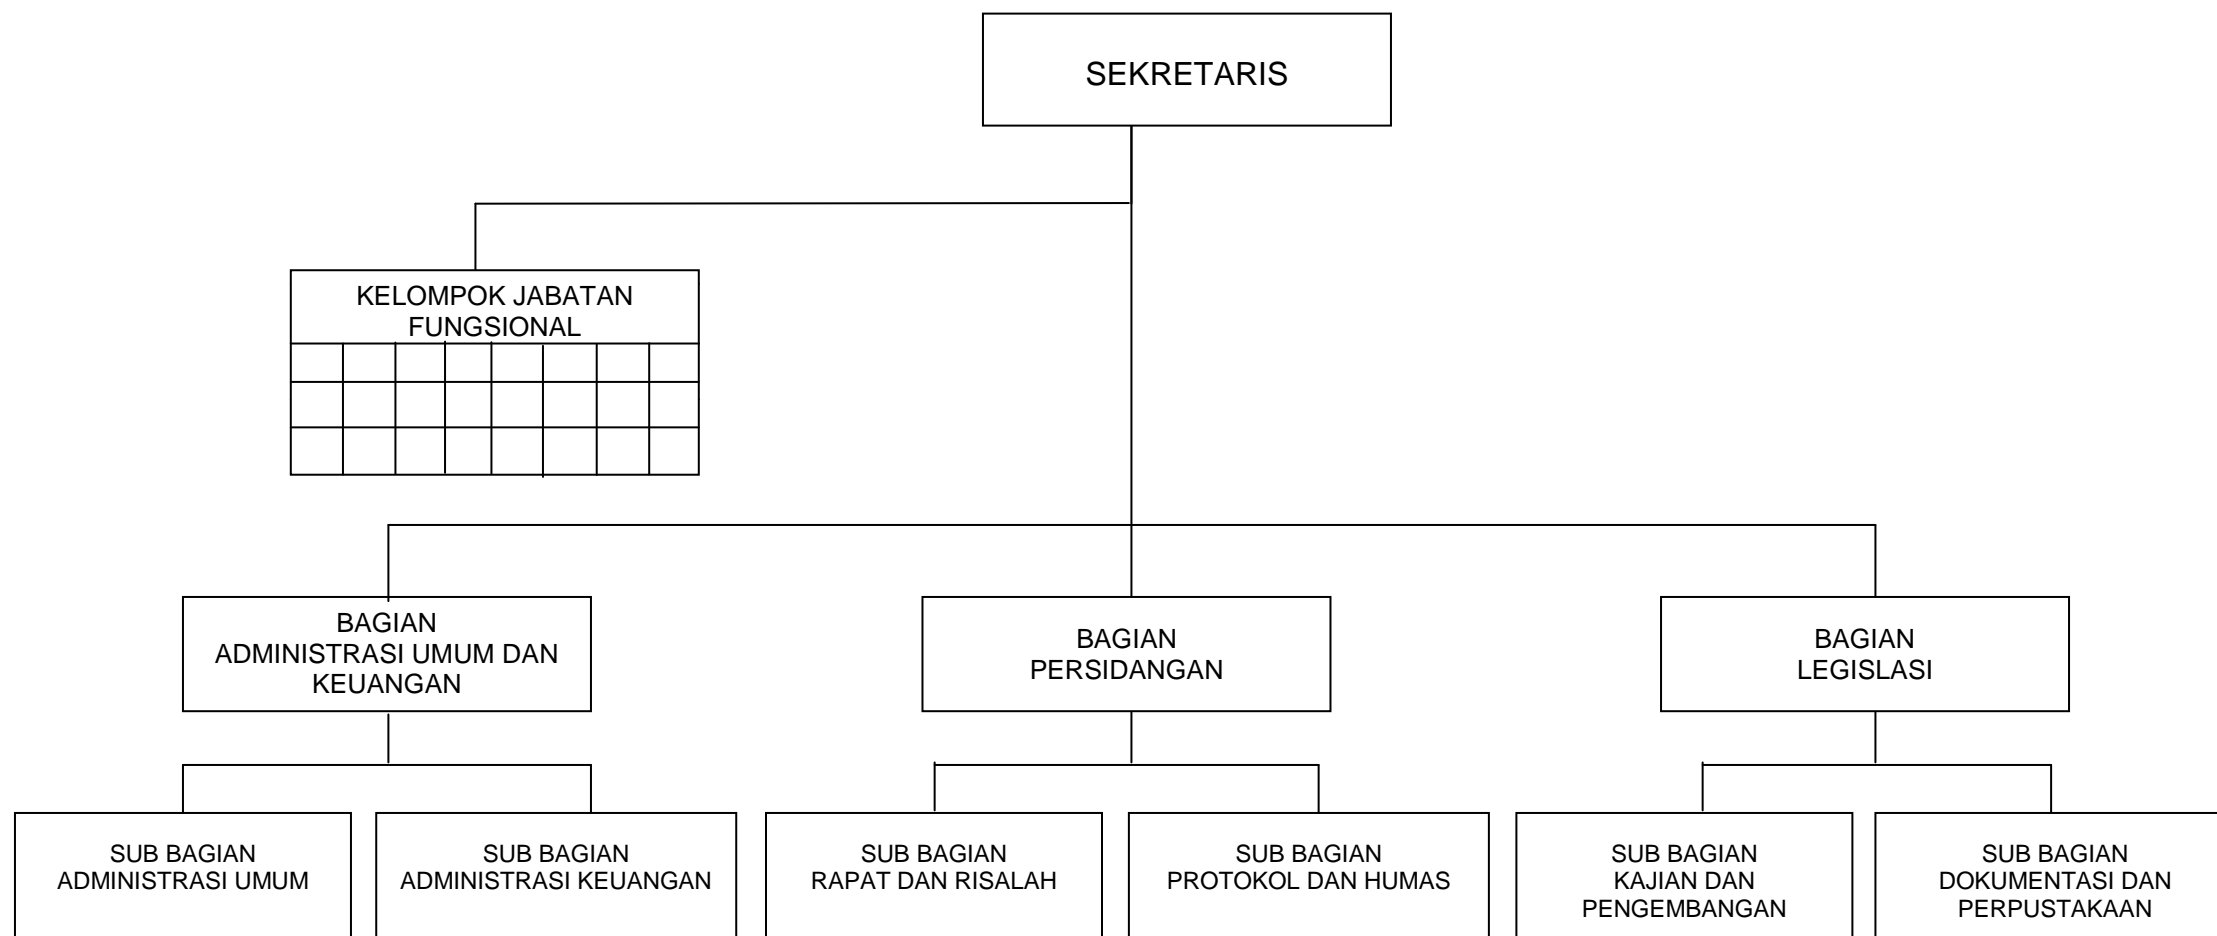 SEKRETARIS
KELOMPOK JABATAN
FUNGSIONAL
BAGIAN
ADMINISTRASI UMUM DAN
KEUANGAN
BAGIAN
PERSIDANGAN
BAGIAN
LEGISLASI
SUB BAGIAN
ADMINISTRASI UMUM
SUB BAGIAN
ADMINISTRASI KEUANGAN
SUB BAGIAN
RAPAT DAN RISALAH
SUB BAGIAN
PROTOKOL DAN HUMAS
SUB BAGIAN
KAJIAN DAN
PENGEMBANGAN
SUB BAGIAN
DOKUMENTASI DAN
PERPUSTAKAAN